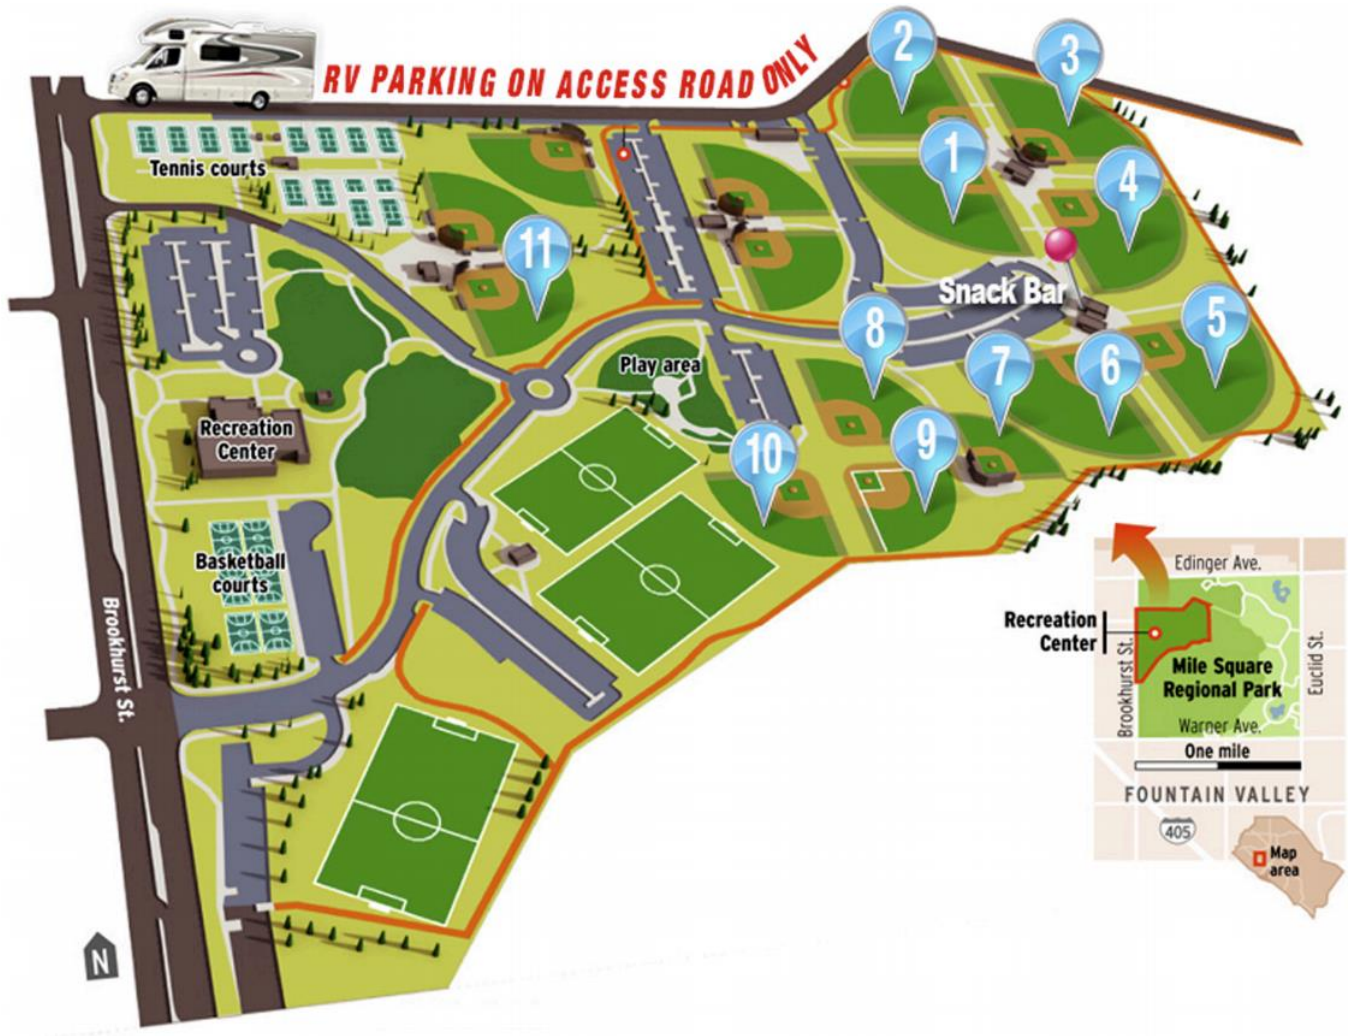 RV PARKING ON ACCESS ROAD ONLY
2
3
Tennis courts
1
4
11
Snack Bar
8
5
Play area
7
6
Recreation
Center
10
9
Basketball
courts
Brookhurst St.
Edinger Ave.
Recreation
Center
Brookhurst St.
Euclid St.
Mile Square
Regional Park
Warner Ave.
One mile
FOUNTAIN VALLEY
405
Map
area
N